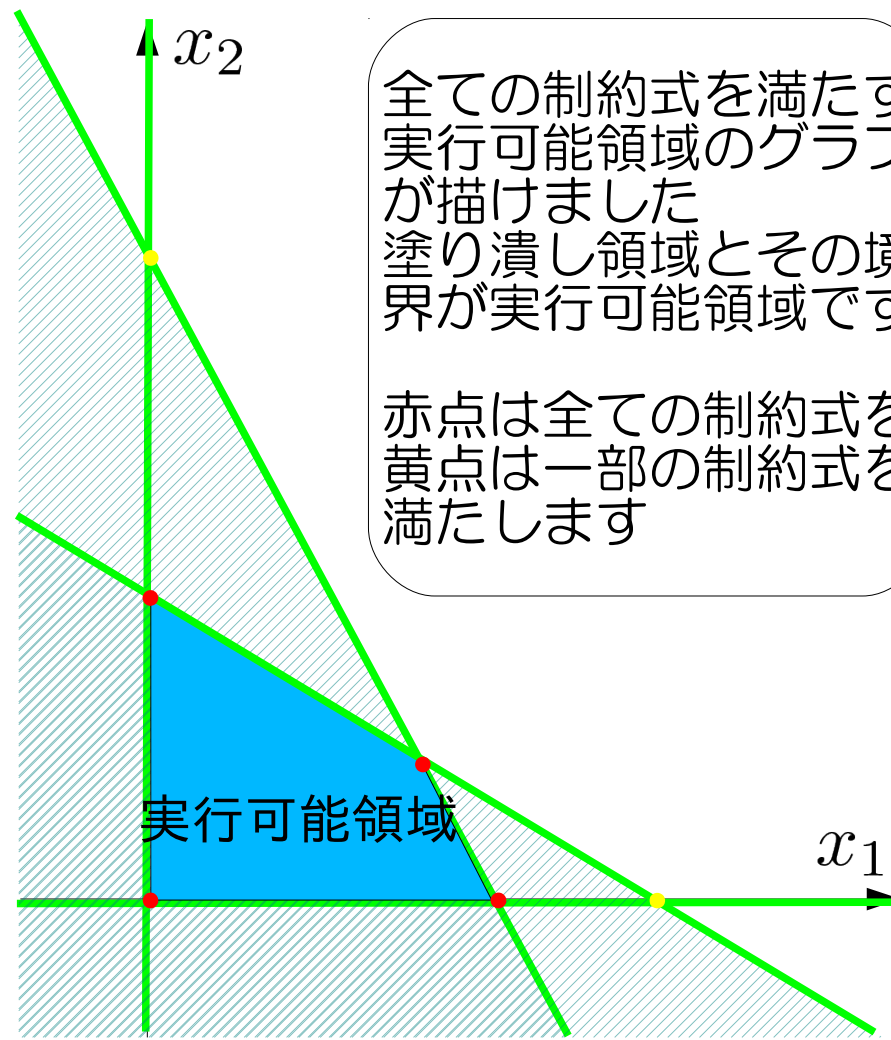 x₂
全ての制約式を満たす
実行可能領域のグラフ
が描けました
塗り潰し領域とその境
界が実行可能領域です
赤点は全ての制約式を
黄点は一部の制約式を
満たします
実行可能領域
x₁